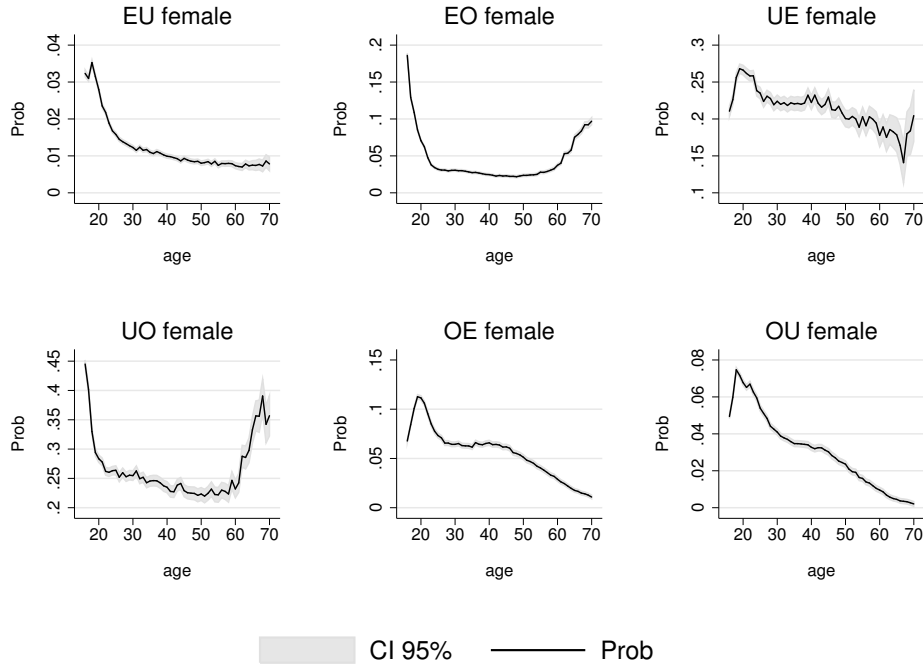 EU female
EO female
UE female
Prob
.04
.03
.02
.01
0
20 30 40 50 60 70
age
Prob
.2
.15
.1
.05
0
20 30 40 50 60 70
age
Prob
.3
.25
.2
.15
.1
20 30 40 50 60 70
age
UO female
OE female
OU female
Prob
.45
.4
.35
.3
.25
.2
20 30 40 50 60 70
age
Prob
.15
.1
.05
0
20 30 40 50 60 70
age
Prob
.08
.06
.04
.02
0
20 30 40 50 60 70
age
CI 95% Prob